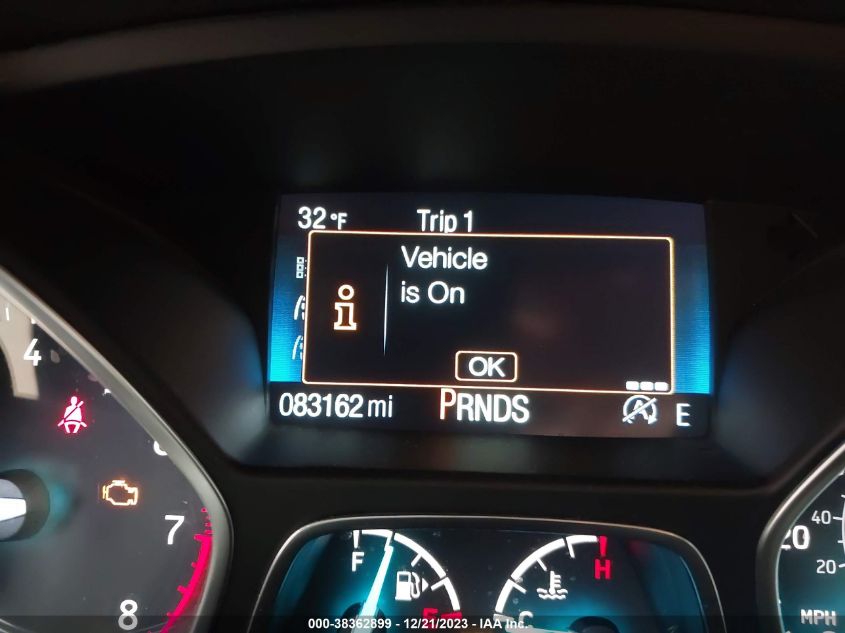 32°F Trip 1
Vehicle
is On
i
OK
083162 mi PRNDS E
4
7
8
F
H
C
20
40
20
MPH
000-38362899 - 12/21/2023 - IAA Inc.